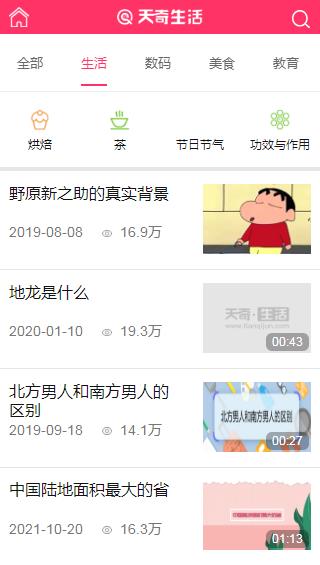 天奇生活
全部
生活
数码
美食
教育
烘焙
茶
节日节气
功效与作用
野原新之助的真实背景
2019-08-08
16.9万
地龙是什么
2020-01-10
19.3万
天奇·生活
www.tianqijun.com
00:43
北方男人和南方男人的
区别
2019-09-18
14.1万
北方男人和南方男人的区别
00:27
中国陆地面积最大的省
2021-10-20
16.3万
01:13